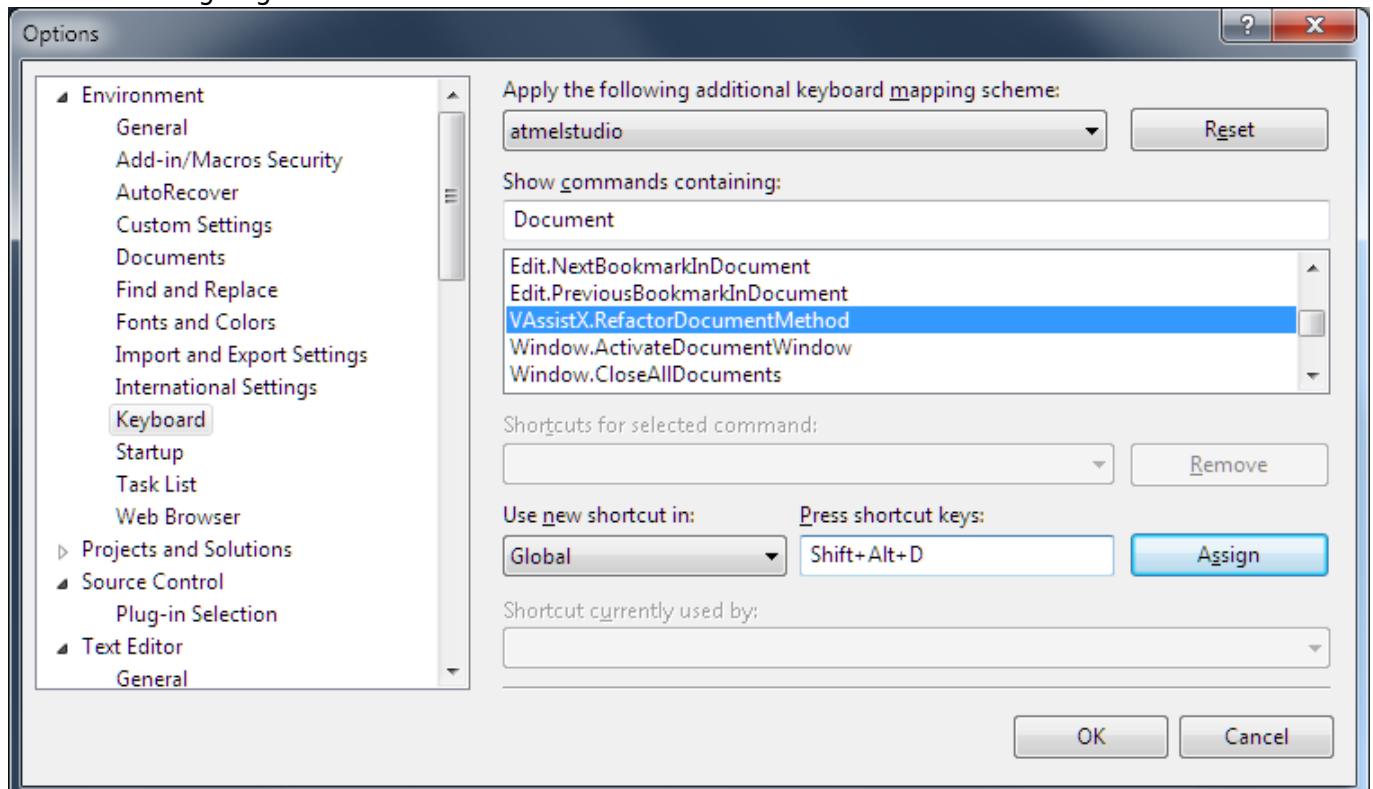 Options
?
X
Environment
General
Add-in/Macros Security
AutoRecover
Custom Settings
Documents
Find and Replace
Fonts and Colors
Import and Export Settings
International Settings
Keyboard
Startup
Task List
Web Browser
Projects and Solutions
Source Control
Plug-in Selection
Text Editor
General
Apply the following additional keyboard mapping scheme:
atmelstudio
Reset
Show commands containing:
Document
Edit.NextBookmarkInDocument
Edit.PreviousBookmarkInDocument
VAssistX.RefactorDocumentMethod
Window.ActivateDocumentWindow
Window.CloseAllDocuments
Shortcuts for selected command:
Remove
Use new shortcut in:
Press shortcut keys:
Global
Shift+Alt+D
Assign
Shortcut currently used by:
OK
Cancel